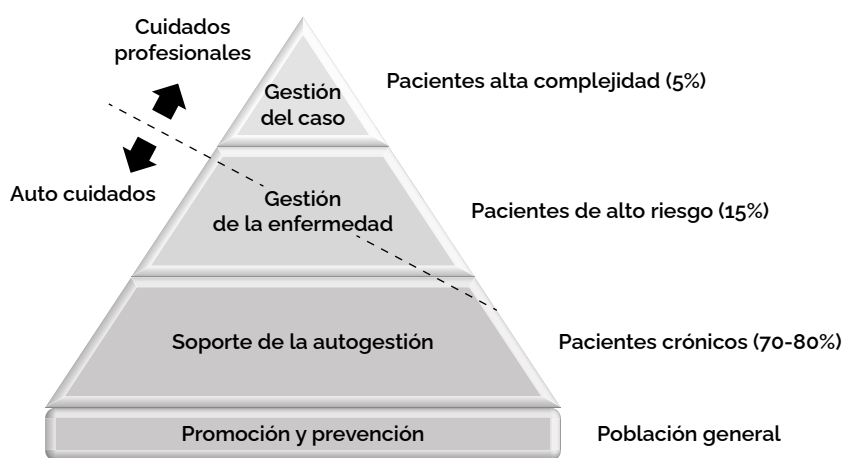 Cuidados
profesionales
Gestión
del caso
Pacientes alta complejidad (5%)
Auto cuidados
Gestión
de la enfermedad
Pacientes de alto riesgo (15%)
Soporte de la autogestión
Pacientes crónicos (70-80%)
Promoción y prevención
Población general